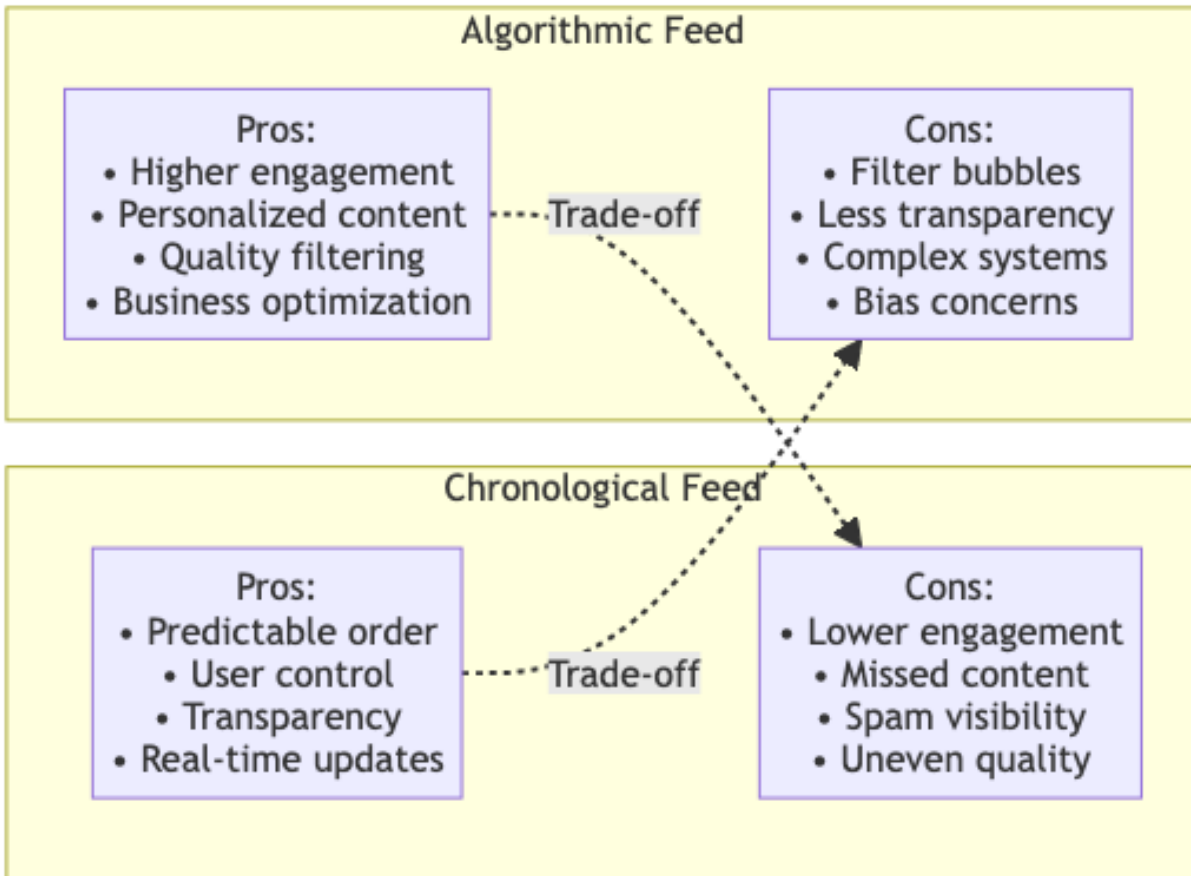 Algorithmic Feed
Pros:
• Higher engagement
• Personalized content
• Quality filtering
• Business optimization
Trade-off
Cons:
• Filter bubbles
• Less transparency
• Complex systems
• Bias concerns
Chronological Feed
Pros:
• Predictable order
• User control
• Transparency
• Real-time updates
Trade-off
Cons:
• Lower engagement
• Missed content
• Spam visibility
• Uneven quality